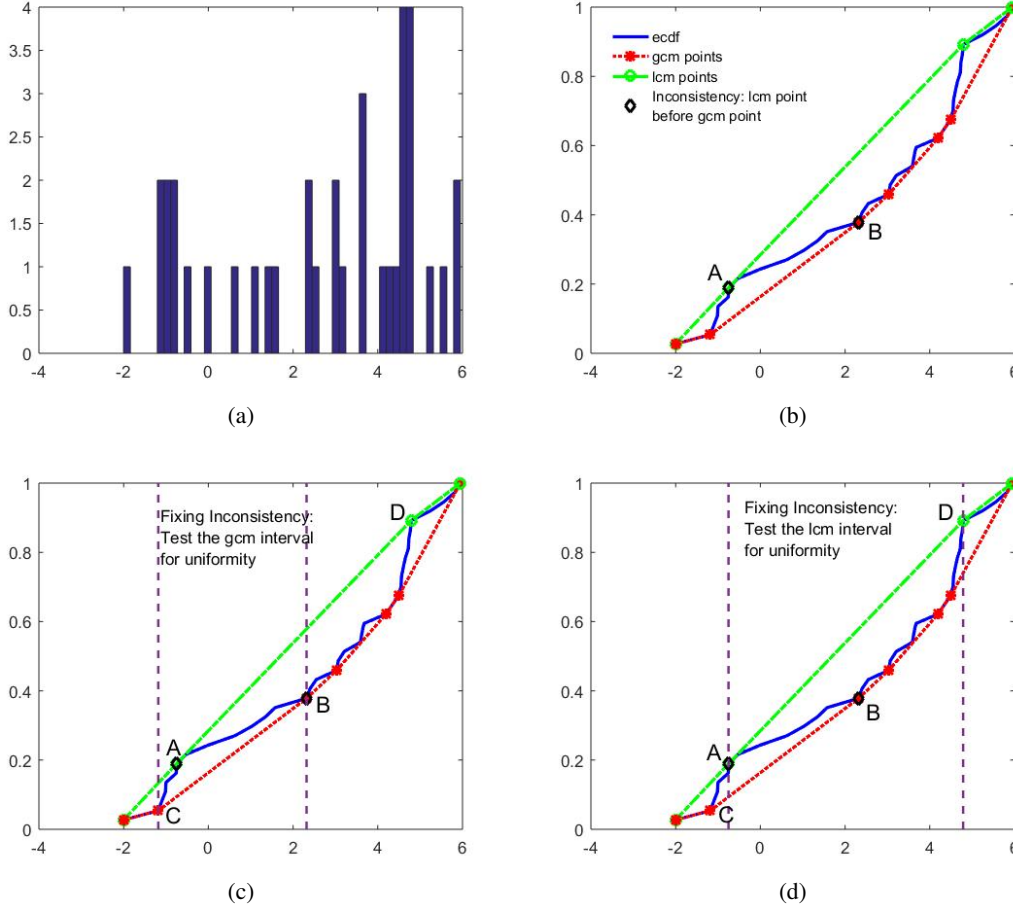 4
3.5
3
2.5
2
1.5
1
0.5
0
-4 -2 0 2 4 6
(a)
1
0.8
0.6
0.4
0.2
0
-4 -2 0 2 4 6
ecdf
gcm points
lcm points
Inconsistency: lcm point
before gcm point
A
B
(b)
1
0.8
0.6
0.4
0.2
0
-4 -2 0 2 4 6
Fixing Inconsistency:
Test the gcm interval
for uniformity
D
A
B
C
(c)
1
0.8
0.6
0.4
0.2
0
-4 -2 0 2 4 6
Fixing Inconsistency:
Test the lcm interval
for uniformity
D
A
B
C
(d)